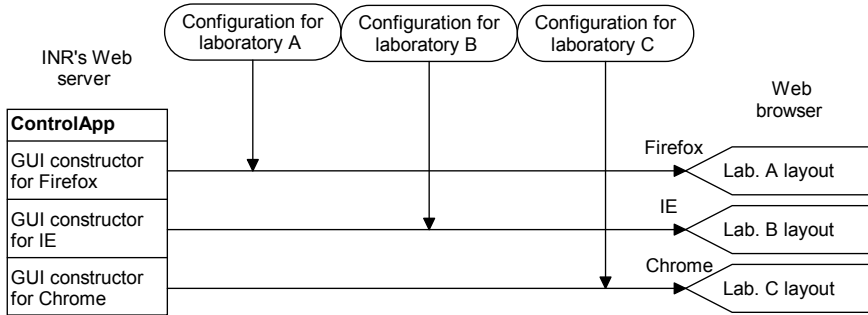 Configuration for
laboratory A
Configuration for
laboratory B
Configuration for
laboratory C
INR's Web
server
Web
browser
ControlApp
GUI constructor
for Firefox
Firefox
Lab. A layout
GUI constructor
for IE
IE
Lab. B layout
GUI constructor
for Chrome
Chrome
Lab. C layout